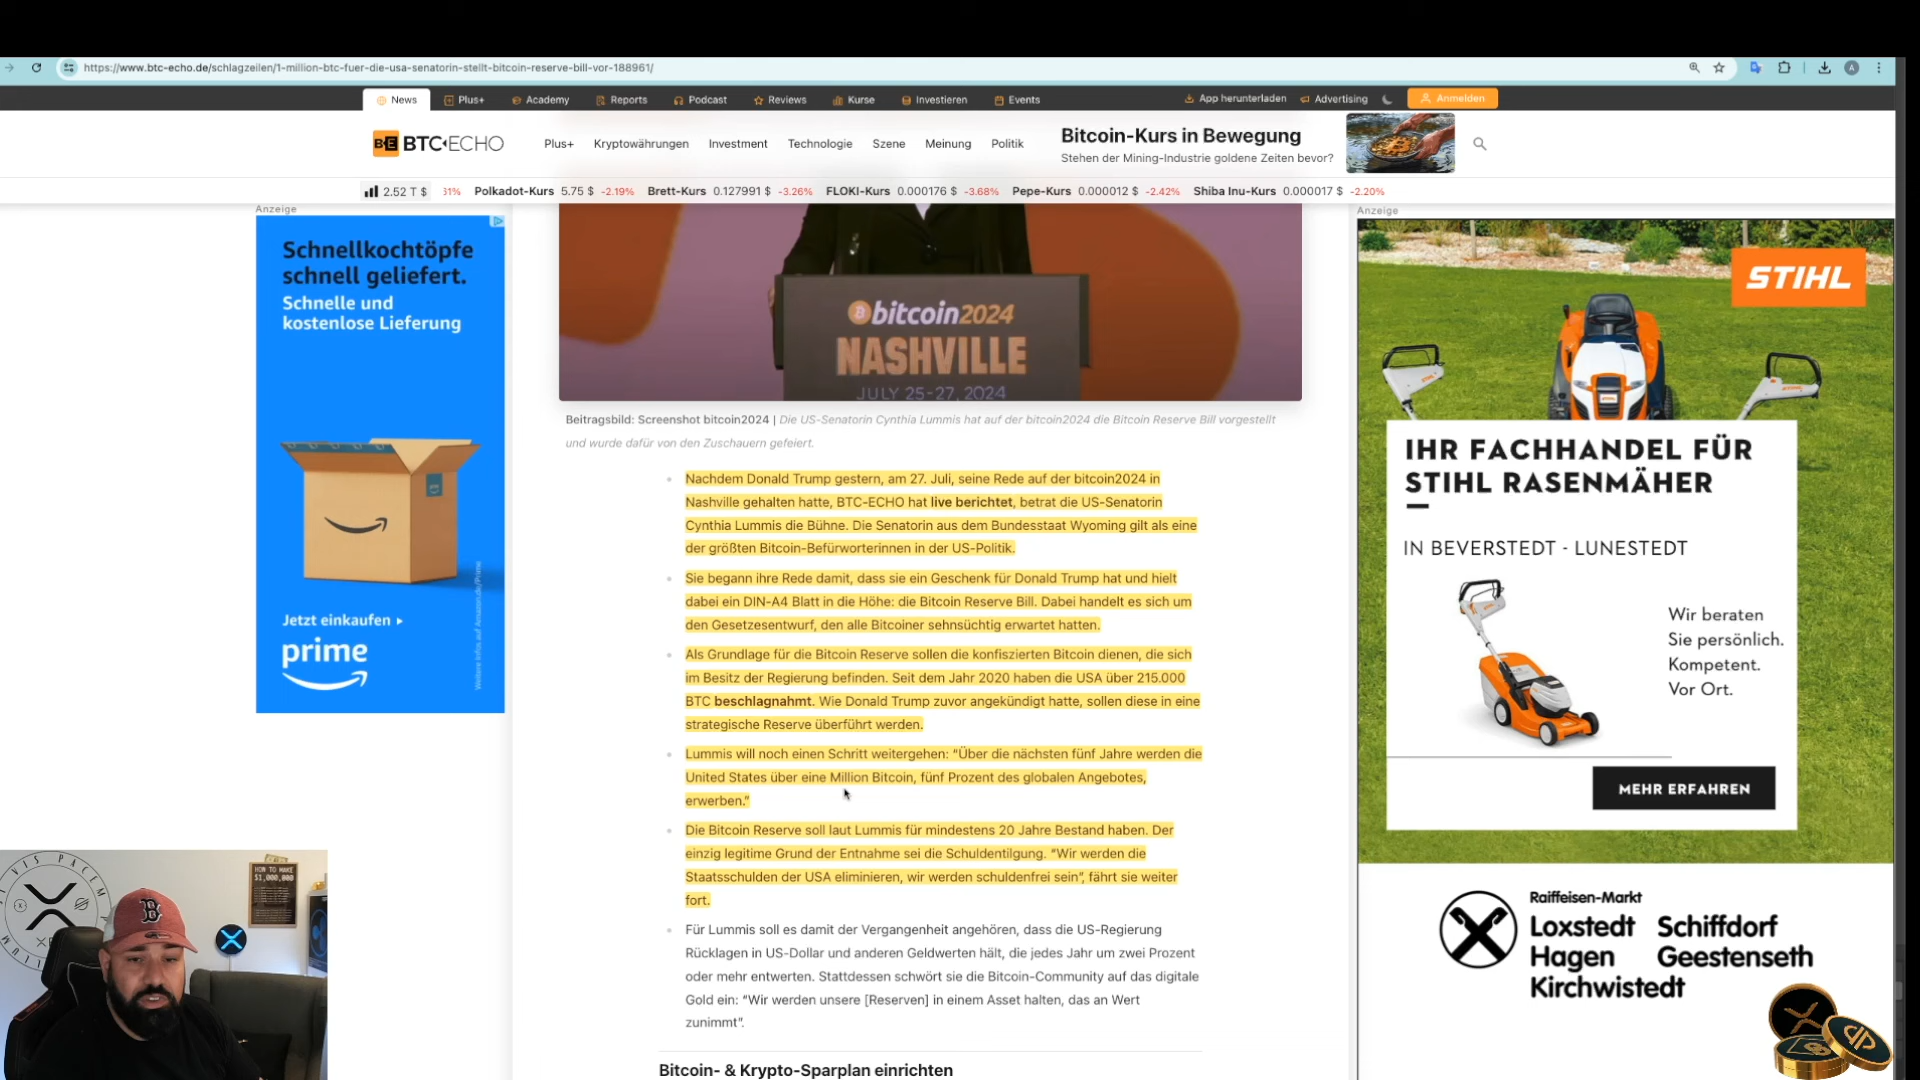 https://www.btc-echo.de/schlagzeilen/1-million-btc-fuer-die-usa-senatorin-stellt-bitcoin-reserve-bill-vor-188961/
A
News Plus+ Academy Reports Podcast Reviews Kurse Investieren Events App herunterladen Advertising Anmelden
BTC-ECHO
Plus+ Kryptowährungen Investment Technologie Szene Meinung Politik
Bitcoin-Kurs in Bewegung
Stehen der Mining-Industrie goldene Zeiten bevor?
2.52 T $ 31% Polkadot-Kurs 5.75 $ -2.19% Brett-Kurs 0.127991 $ -3.26% FLOKI-Kurs 0.000176 $ -3.68% Pepe-Kurs 0.000012 $ -2.42% Shiba Inu-Kurs 0.000017 $ -2.20%
Anzeige
Schnellkochtöpfe
schnell geliefert.
Schnelle und
kostenlose Lieferung
Jetzt einkaufen
prime
Weitere Infos auf Amazon.de/Prime
bitcoin2024
NASHVILLE
JULY 25-27, 2024
Beitragsbild: Screenshot bitcoin2024 | Die US-Senatorin Cynthia Lummis hat auf der bitcoin2024 die Bitcoin Reserve Bill vorgestellt
und wurde dafür von den Zuschauern gefeiert.
Nachdem Donald Trump gestern, am 27. Juli, seine Rede auf der bitcoin2024 in
Nashville gehalten hatte, BTC-ECHO hat live berichtet, betrat die US-Senatorin
Cynthia Lummis die Bühne. Die Senatorin aus dem Bundesstaat Wyoming gilt als eine
der größten Bitcoin-Befürworterinnen in der US-Politik.
Sie begann ihre Rede damit, dass sie ein Geschenk für Donald Trump hat und hielt
dabei ein DIN-A4 Blatt in die Höhe: die Bitcoin Reserve Bill. Dabei handelt es sich um
den Gesetzesentwurf, den alle Bitcoiner sehnsüchtig erwartet hatten.
Als Grundlage für die Bitcoin Reserve sollen die konfiszierten Bitcoin dienen, die sich
im Besitz der Regierung befinden. Seit dem Jahr 2020 haben die USA über 215.000
BTC beschlagnahmt. Wie Donald Trump zuvor angekündigt hatte, sollen diese in eine
strategische Reserve überführt werden.
Lummis will noch einen Schritt weitergehen: “Über die nächsten fünf Jahre werden die
United States über eine Million Bitcoin, fünf Prozent des globalen Angebotes,
erwerben.”
Die Bitcoin Reserve soll laut Lummis für mindestens 20 Jahre Bestand haben. Der
einzig legitime Grund der Entnahme sei die Schuldentilgung. “Wir werden die
Staatsschulden der USA eliminieren, wir werden schuldenfrei sein”, fährt sie weiter
fort.
Für Lummis soll es damit der Vergangenheit angehören, dass die US-Regierung
Rücklagen in US-Dollar und anderen Geldwerten hält, die jedes Jahr um zwei Prozent
oder mehr entwerten. Stattdessen schwört sie die Bitcoin-Community auf das digitale
Gold ein: “Wir werden unsere [Reserven] in einem Asset halten, das an Wert
zunimmt”.
Bitcoin- & Krypto-Sparplan einrichten
Anzeige
STIHL
IHR FACHHANDEL FÜR
STIHL RASENMÄHER
IN BEVERSTEDT - LUNESTEDT
Wir beraten
Sie persönlich.
Kompetent.
Vor Ort.
MEHR ERFAHREN
Raiffeisen-Markt
Loxstedt Schiffdorf
Hagen Geestenseth
Kirchwistedt
HOW TO MAKE
$1,000,000
B